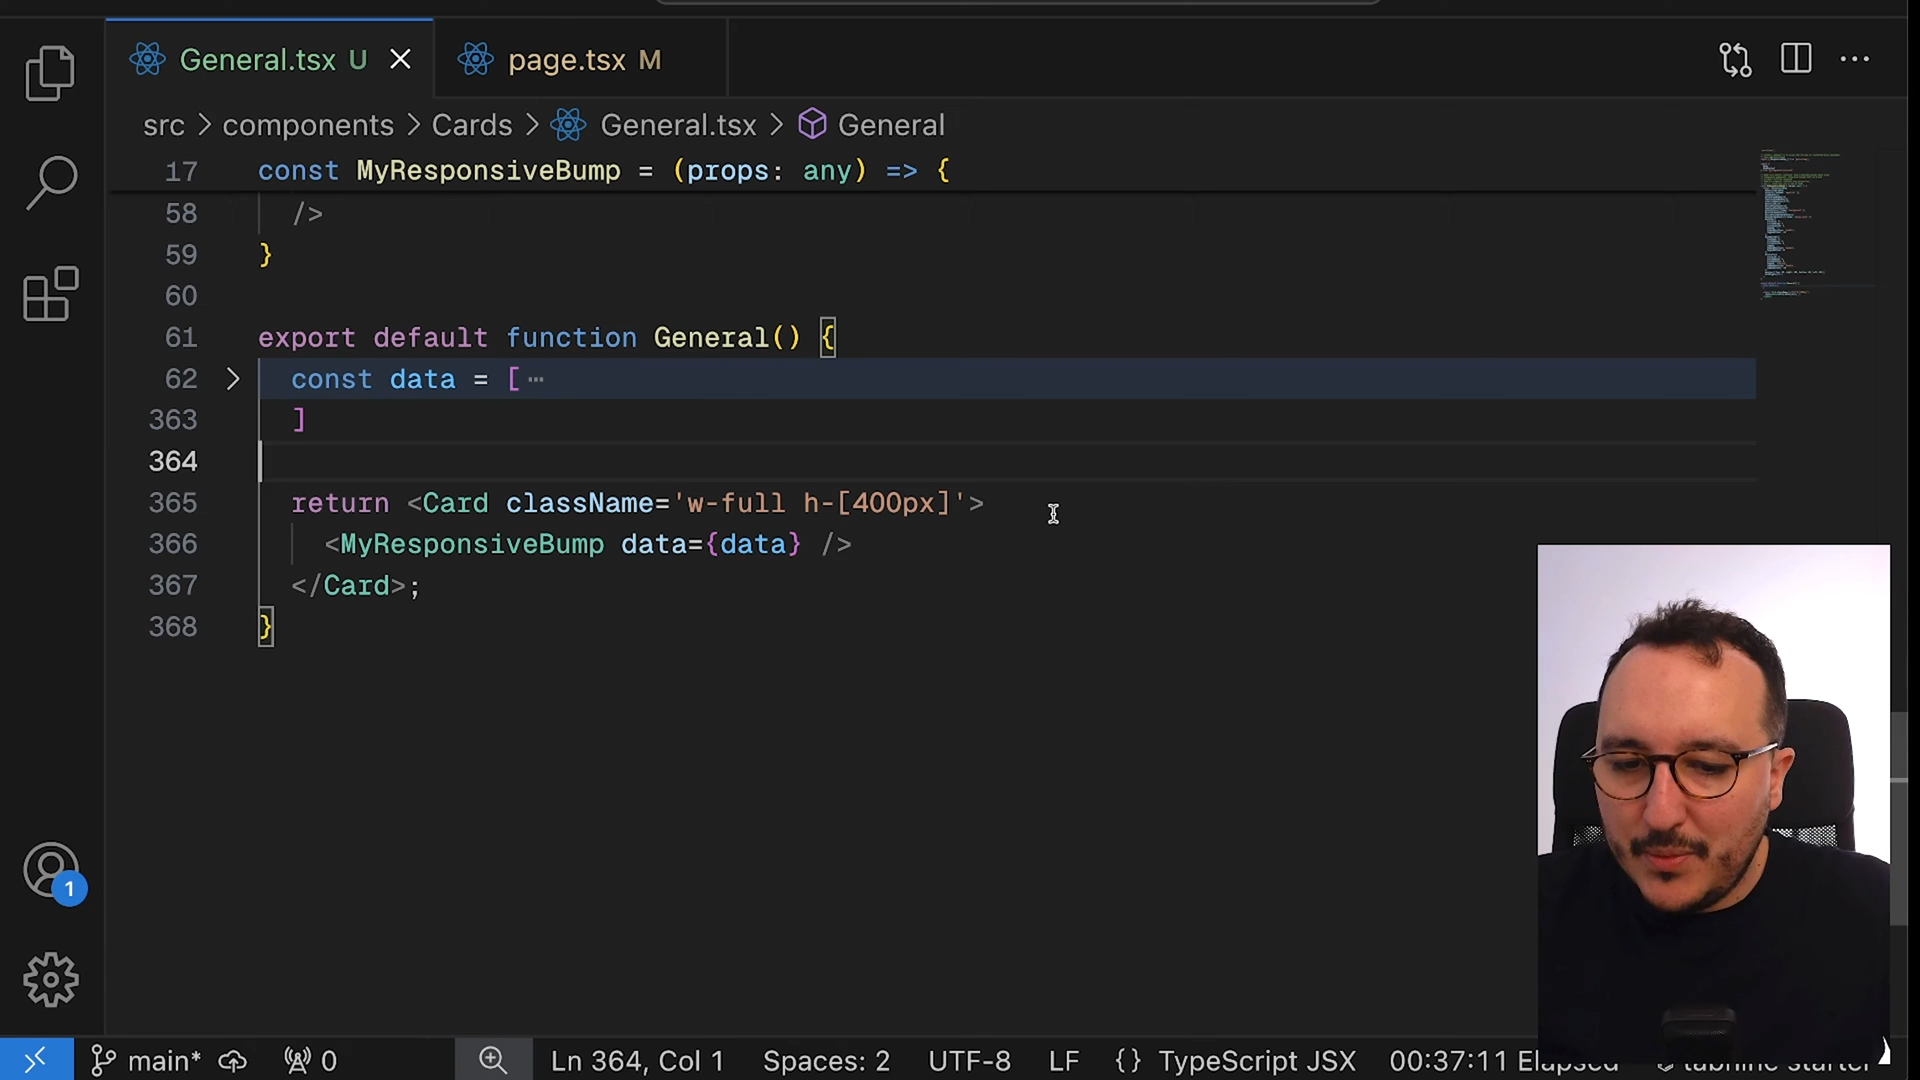 General.tsx U
page.tsx M
src > components > Cards > General.tsx > General
17 const MyResponsiveBump = (props: any) => {
58 />
59 }
60
61 export default function General() {
62 const data = [ ⋯
363 ]
364
365 return <Card className='w-full h-[400px]'>
366 <MyResponsiveBump data={data} />
367 </Card>;
368 }
1
main* 0 Ln 364, Col 1 Spaces: 2 UTF-8 LF {} TypeScript JSX 00:37:11 Elapsed tabnine starter